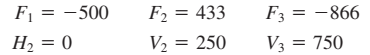 F₁ = −500 F₂ = 433 F₃ = −866
H₂ = 0 V₂ = 250 V₃ = 750